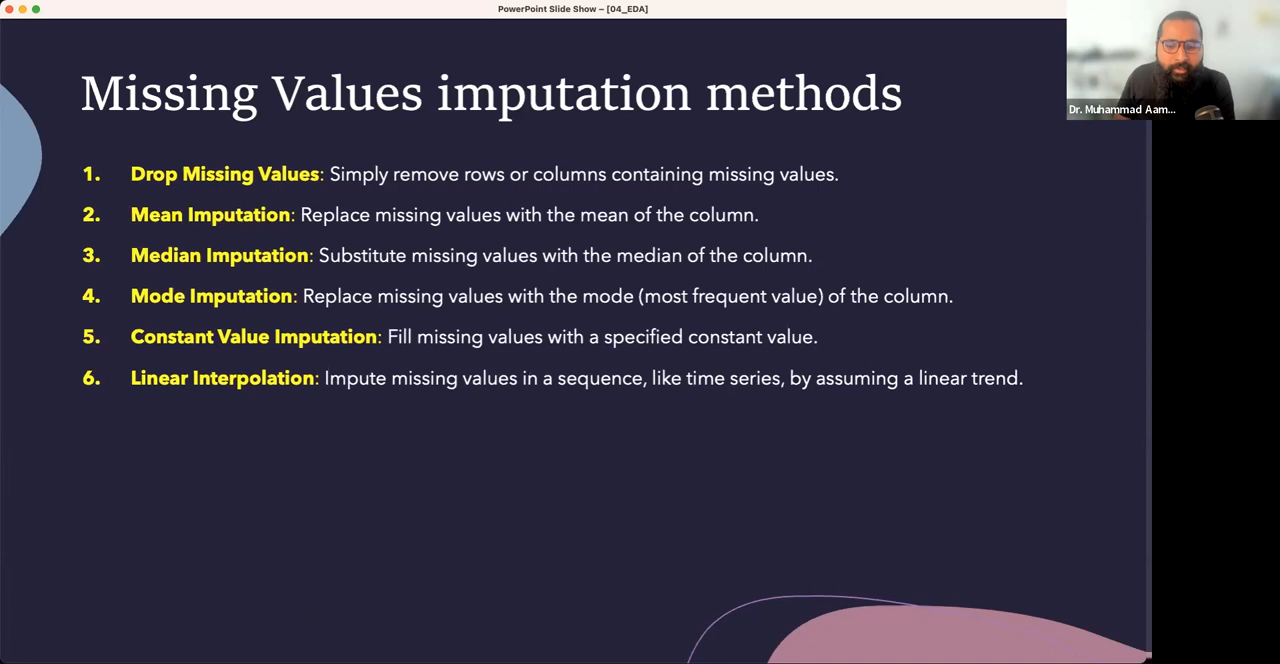 PowerPoint Slide Show – [04_EDA]
Missing Values imputation methods
1. Drop Missing Values: Simply remove rows or columns containing missing values.
2. Mean Imputation: Replace missing values with the mean of the column.
3. Median Imputation: Substitute missing values with the median of the column.
4. Mode Imputation: Replace missing values with the mode (most frequent value) of the column.
5. Constant Value Imputation: Fill missing values with a specified constant value.
6. Linear Interpolation: Impute missing values in a sequence, like time series, by assuming a linear trend.
Dr. Muhammad Aam...